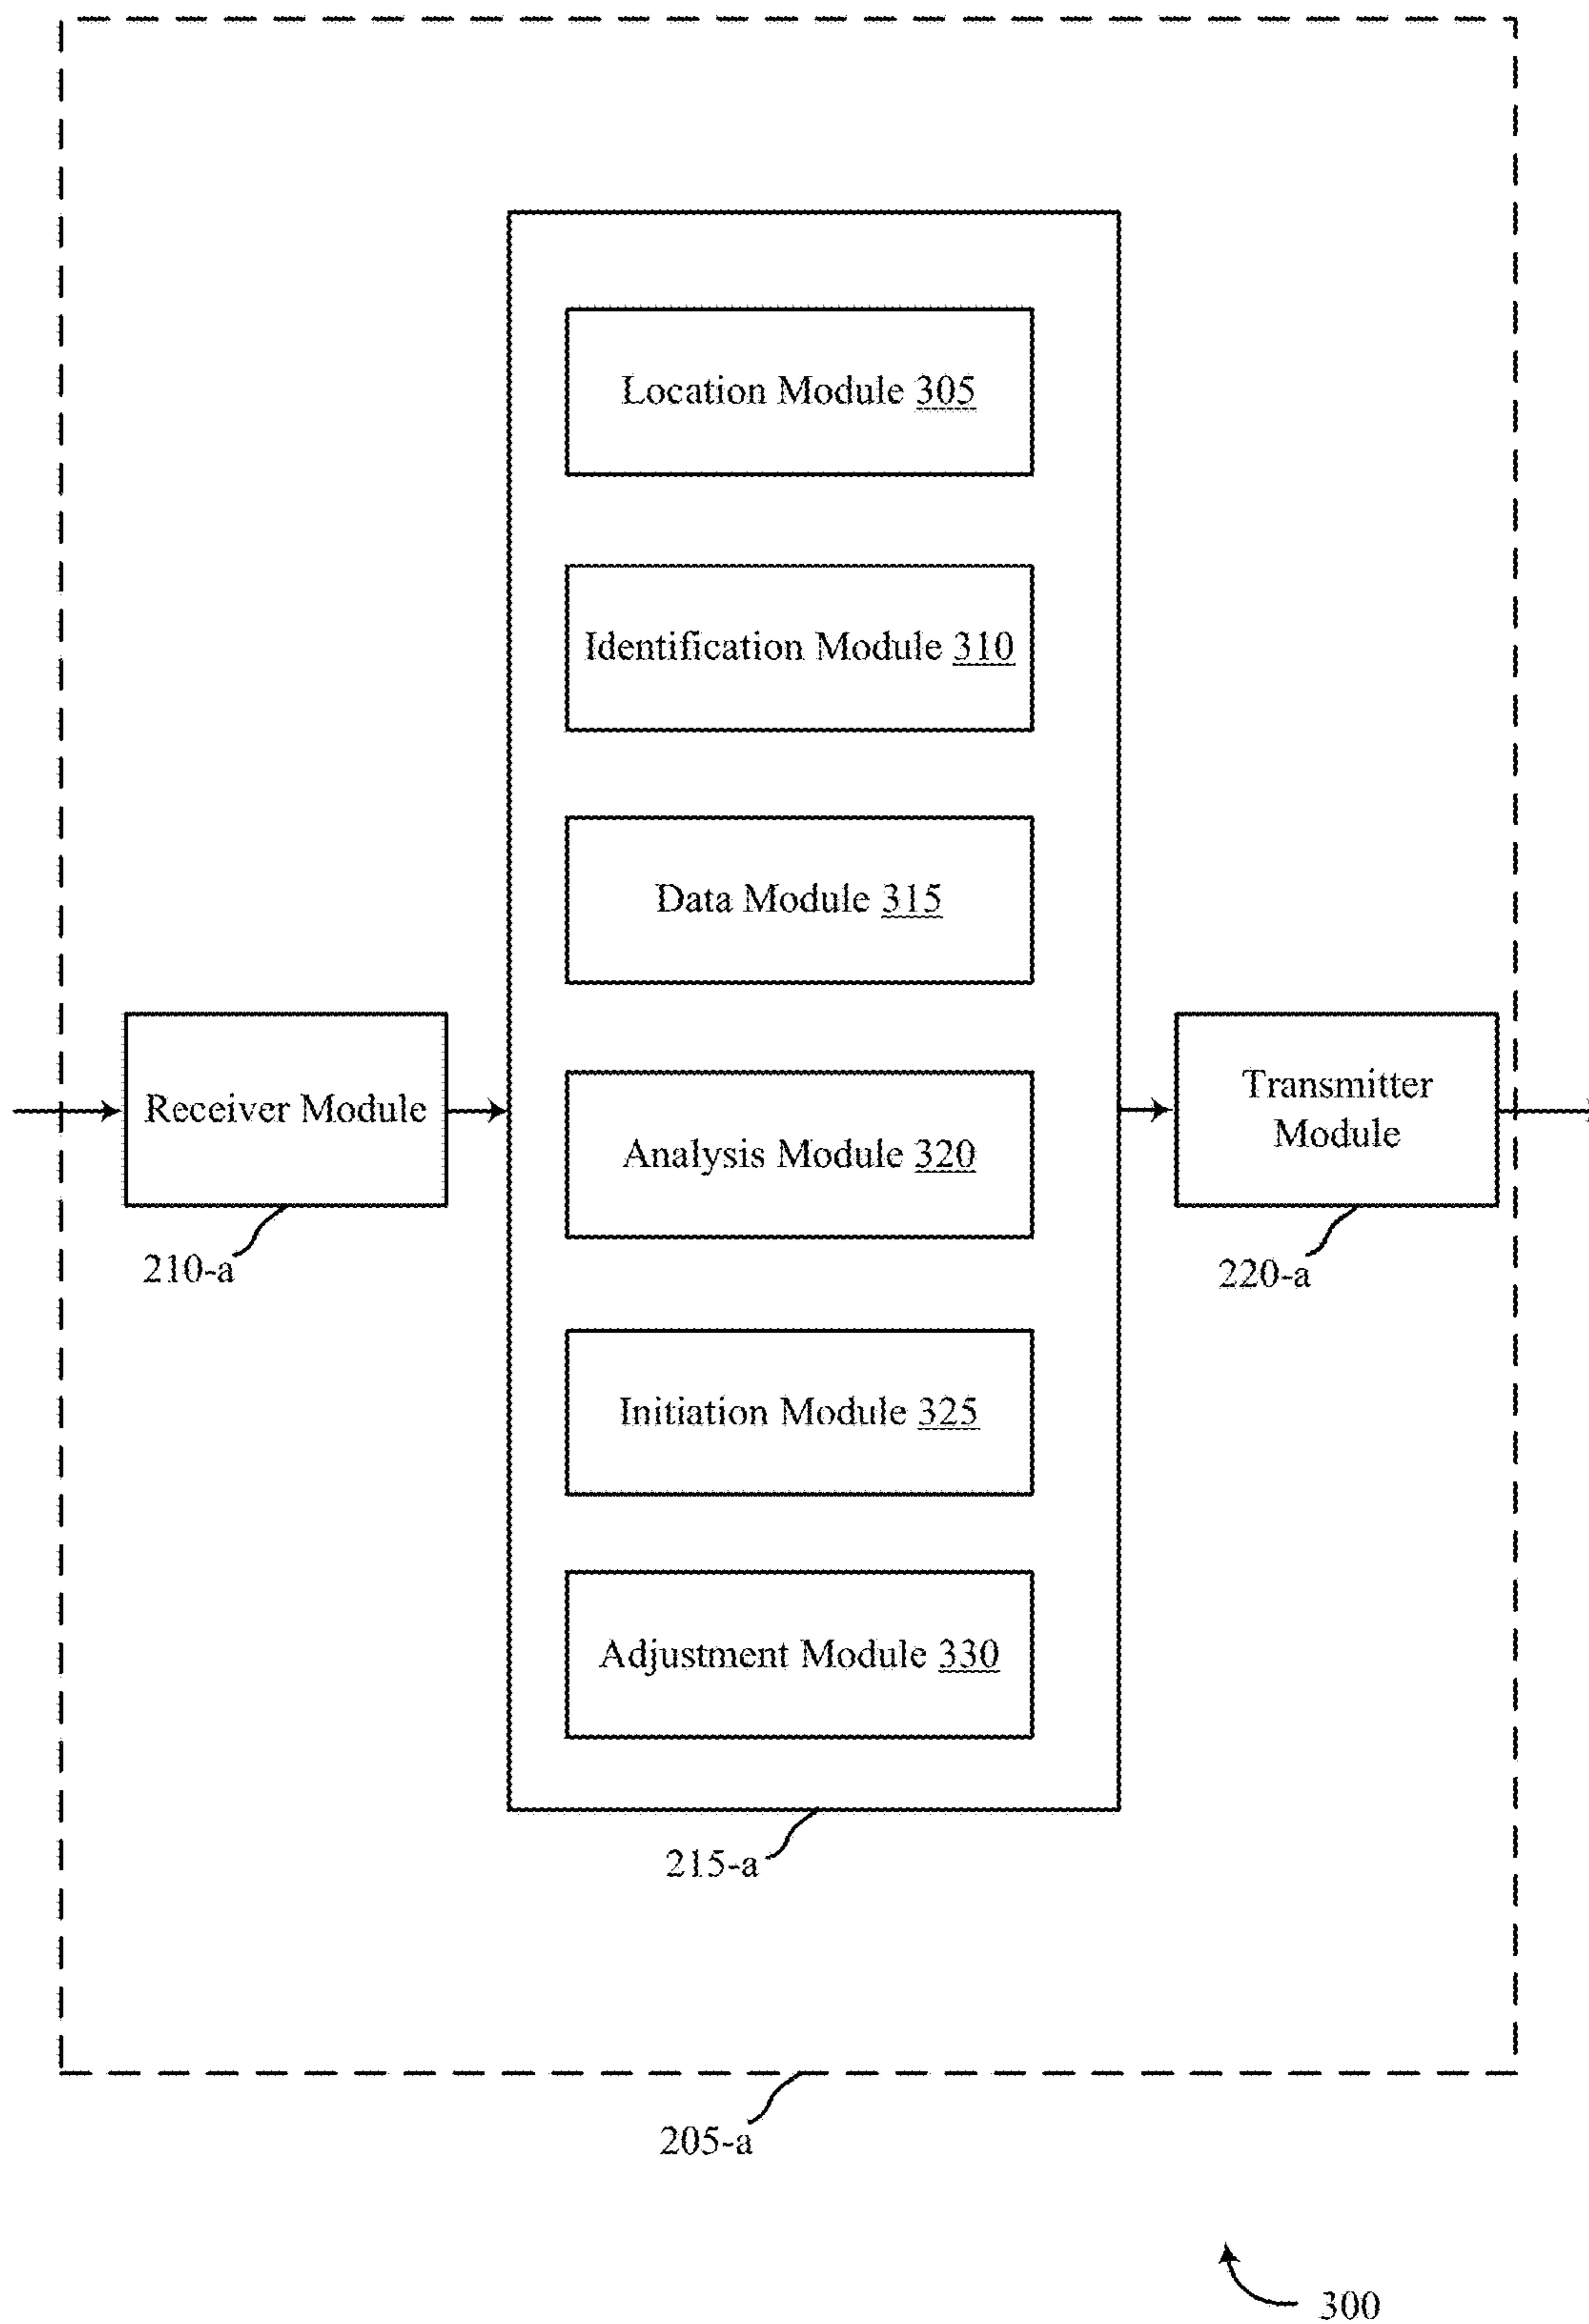 Location Module 305
Identification Module 310
Data Module 315
Receiver Module
Transmitter
Module
Analysis Module 320
210-a
220-a
Initiation Module 325
Adjustment Module 330
215-a
205-a
300